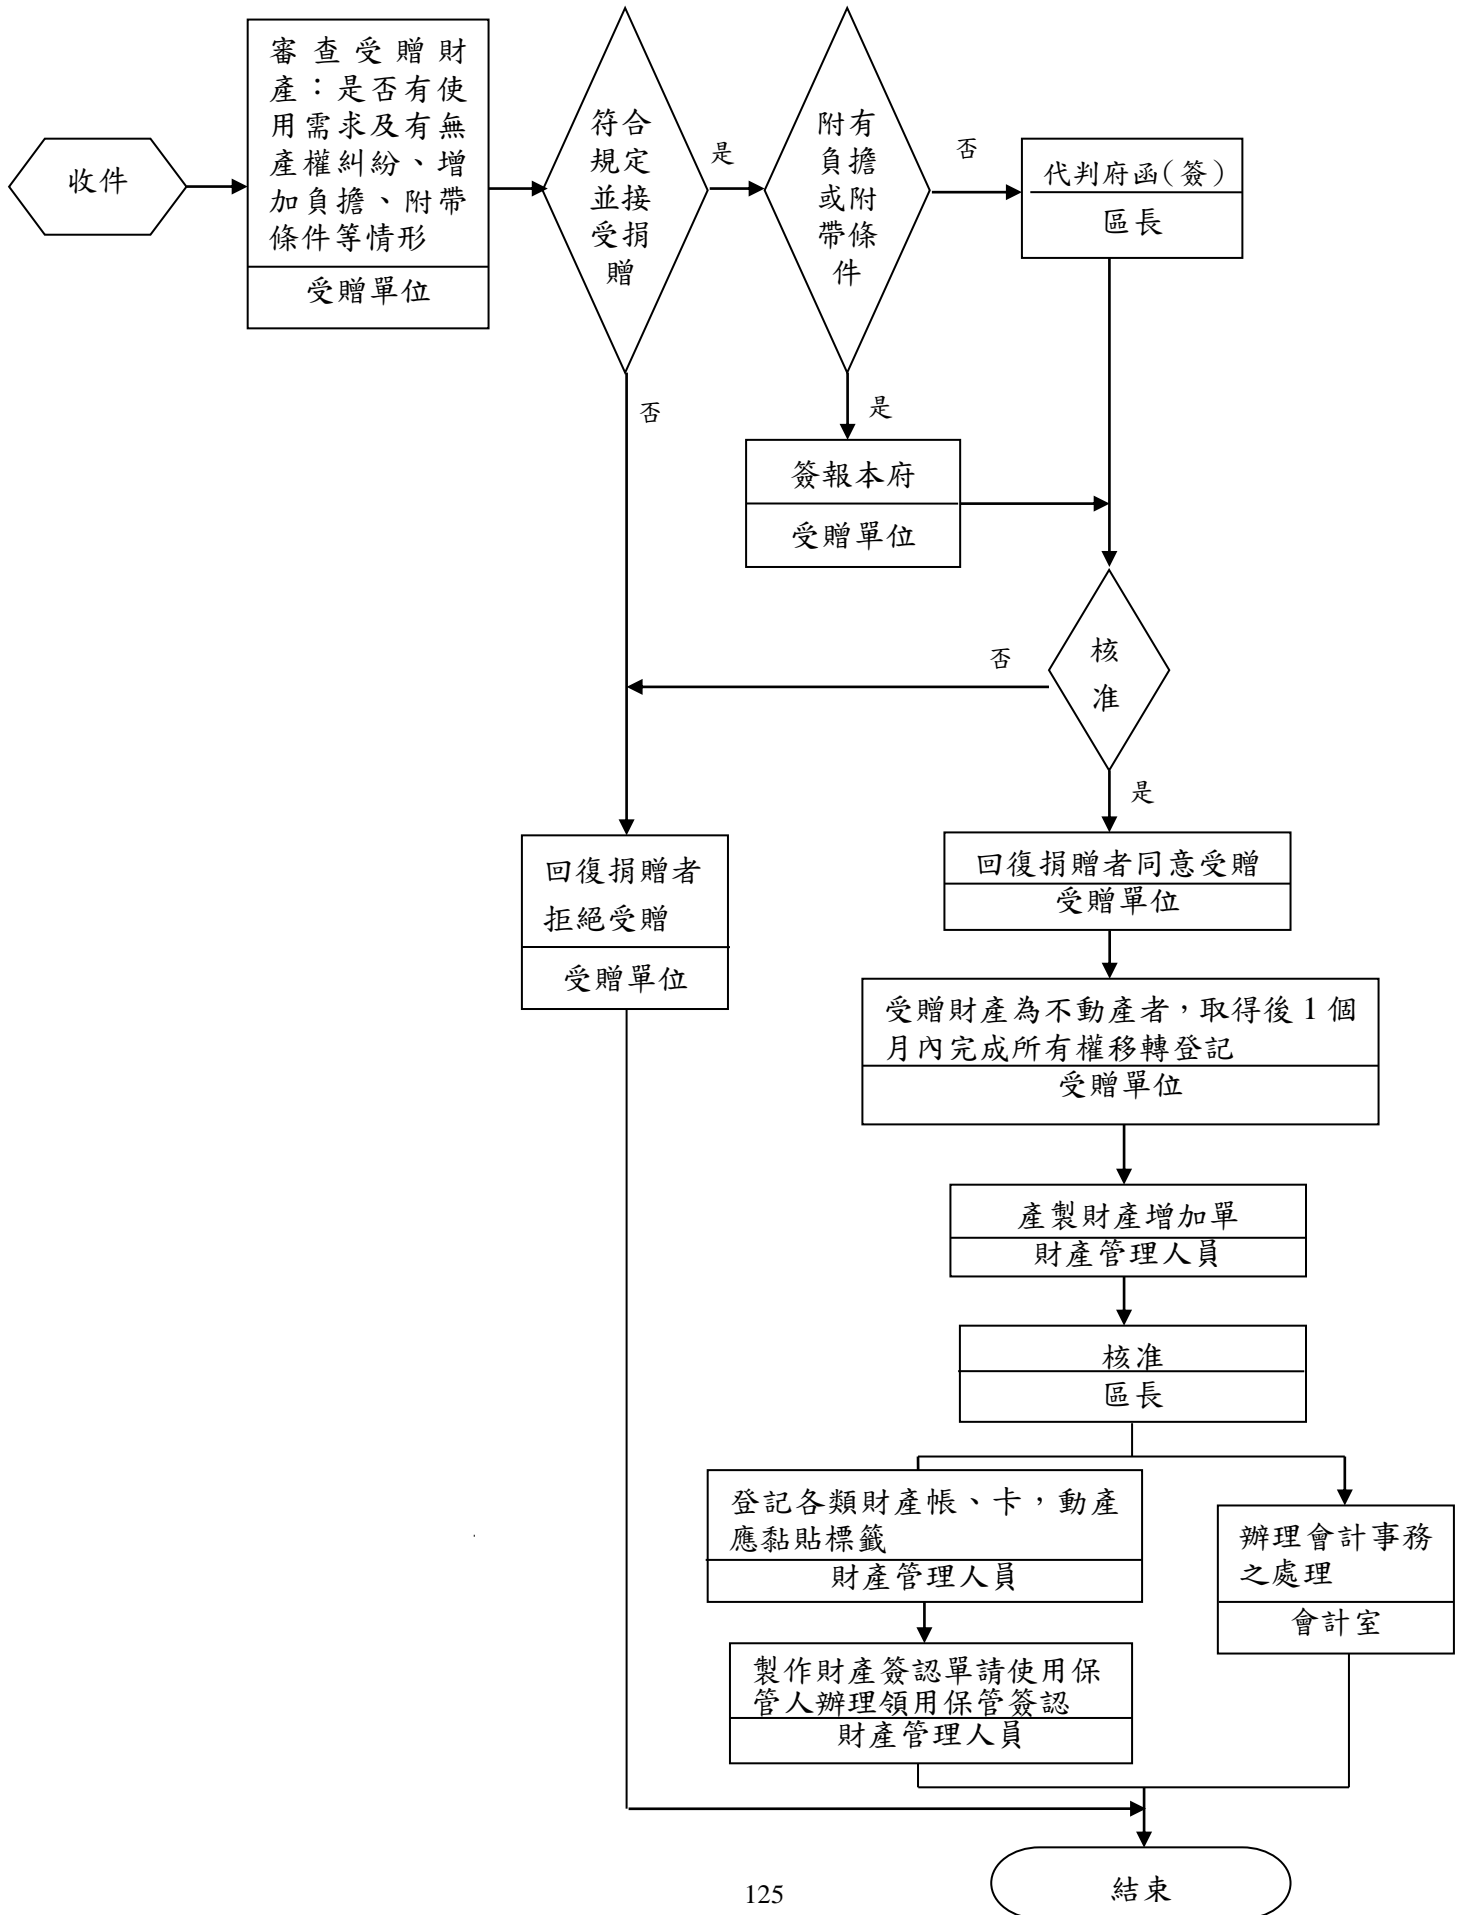 收件
審查受贈財
產：是否有使
用需求及有無
產權糾紛、增
加負擔、附帶
條件等情形
受贈單位
符合
規定
並接
受捐
贈
是
附有
負擔
或附
帶條
件
否
代判府函(簽)
區長
否
是
簽報本府
受贈單位
否
核
准
是
回復捐贈者
拒絕受贈
受贈單位
回復捐贈者同意受贈
受贈單位
受贈財產為不動產者，取得後1個
月內完成所有權移轉登記
受贈單位
產製財產增加單
財產管理人員
核准
區長
登記各類財產帳、卡，動產
應黏貼標籤
財產管理人員
辦理會計事務
之處理
會計室
製作財產簽認單請使用保
管人辦理領用保管簽認
財產管理人員
結束
125